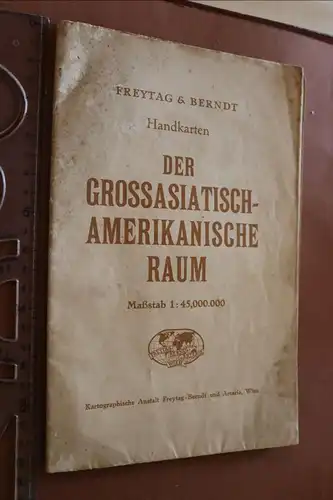 FREYTAG & BERNDT
Handkarten
DER
GROSSASIATISCH-
AMERIKANISCHE
RAUM
Maßstab 1:45,000.000
Kartographische Anstalt Freytag-Berndt und Artaria, Wien